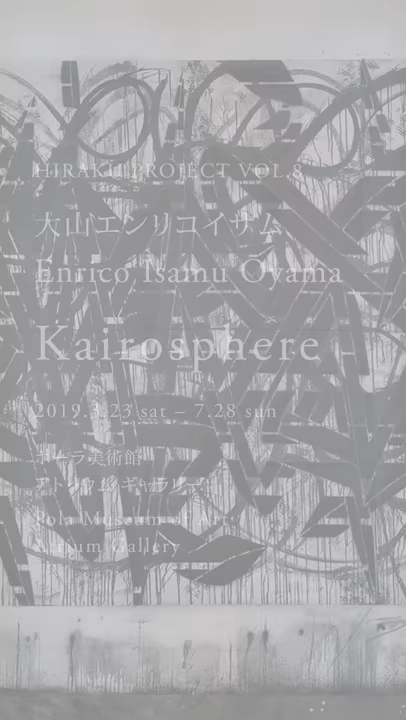 HIRAKU PROJECT VOL.8
大山エンリコイサム
Enrico Isamu Oyama
Kairosphere
2019.3.23 sat – 7.28 sun
ポーラ美術館
アトリウム ギャラリー
Pola Museum of Art
Atrium Gallery